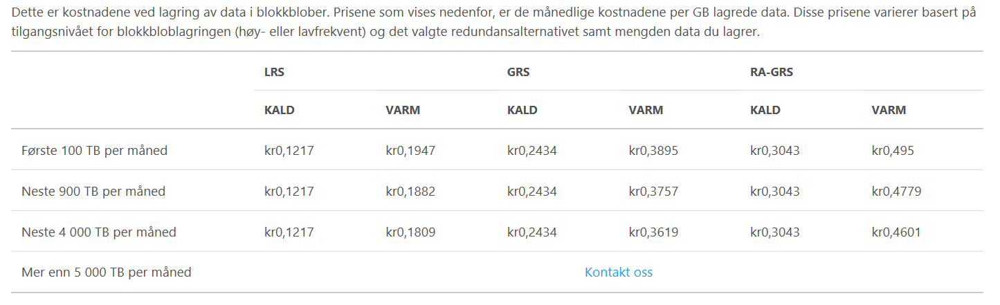 Dette er kostnadene ved lagring av data i blokkblober. Prisene som vises nedenfor, er de månedlige kostnadene per GB lagrede data. Disse prisene varierer basert på
tilgangsnivået for blokkbloblagringen (høy- eller lavfrekvent) og det valgte redundansalternativet samt mengden data du lagrer.
LRS GRS RA-GRS
KALD VARM KALD VARM KALD VARM
Første 100 TB per måned kr0,1217 kr0,1947 kr0,2434 kr0,3895 kr0,3043 kr0,495
Neste 900 TB per måned kr0,1217 kr0,1882 kr0,2434 kr0,3757 kr0,3043 kr0,4779
Neste 4 000 TB per måned kr0,1217 kr0,1809 kr0,2434 kr0,3619 kr0,3043 kr0,4601
Mer enn 5 000 TB per måned Kontakt oss